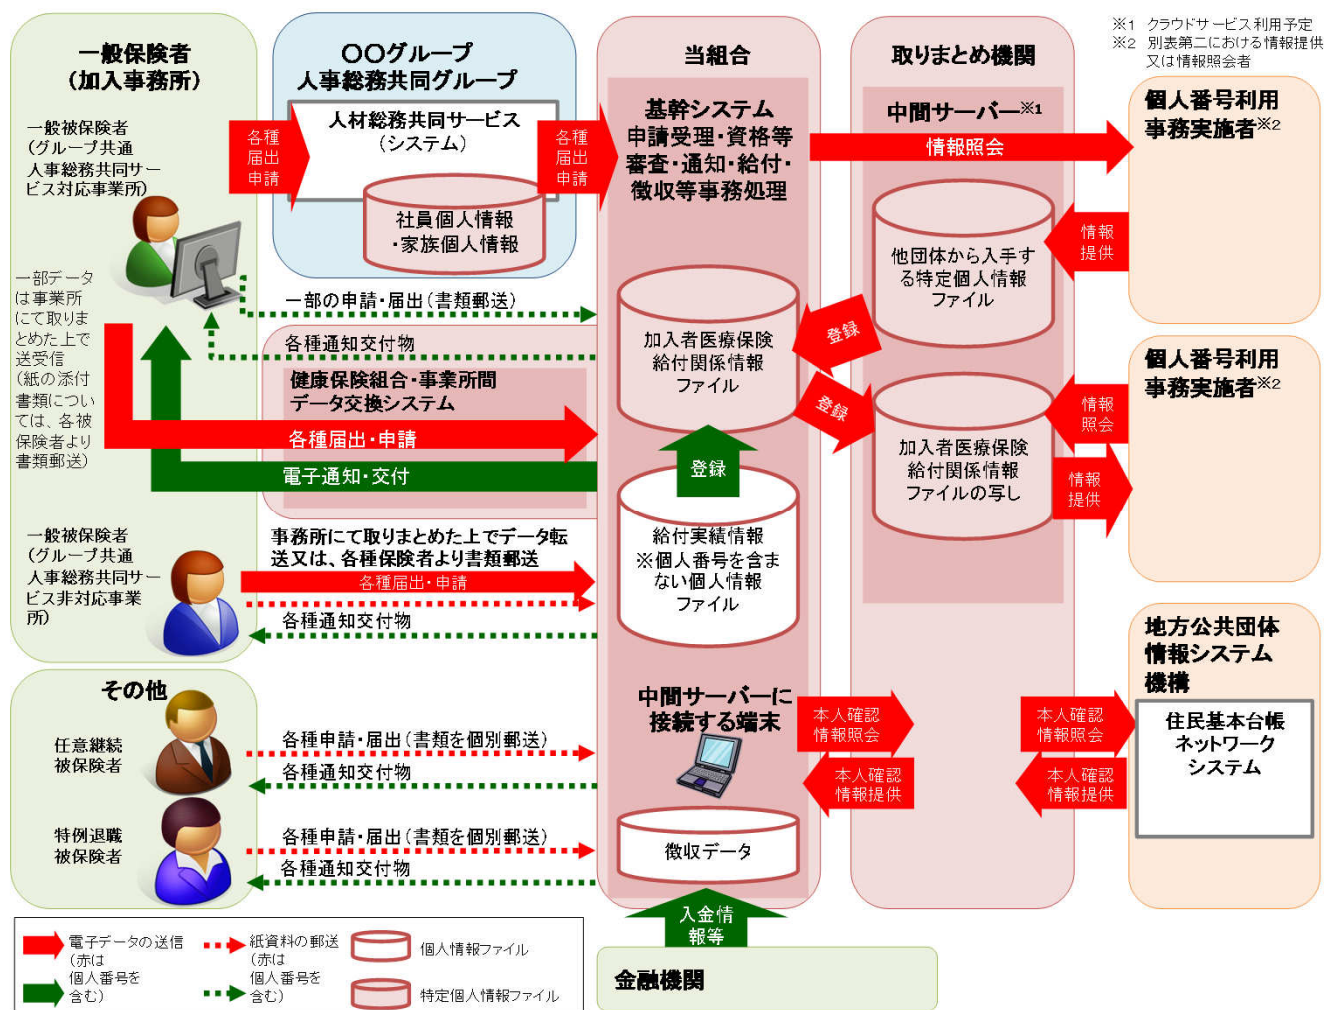 ※1　クラウドサービス利用予定
※2　別表第二における情報提供
又は情報照会者
一般保険者
（加入事務所）
一般被保険者
（グループ共通
人事総務共同サー
ビス対応事業所）
一部データ
は事業所
にて取りま
とめた上で
送受信
（紙の添付
書類につい
ては、各被
保険者より
書類郵送）
一般被保険者
（グループ共通
人事総務共同サー
ビス非対応事業
所）
〇〇グループ
人事総務共同グループ
人材総務共同サービス
（システム）
社員個人情報
・家族個人情報
各種
届出
申請
各種
届出
申請
一部の申請・届出（書類郵送）
各種通知交付物
健康保険組合・事業所間
データ交換システム
各種届出・申請
電子通知・交付
事務所にて取りまとめた上でデータ転
送又は、各種保険者より書類郵送
各種届出・申請
各種通知交付物
当組合
基幹システム
申請受理・資格等
審査・通知・給付・
徴収等事務処理
加入者医療保険
給付関係情報
ファイル
登録
給付実績情報
※個人番号を含ま
ない個人情報
ファイル
中間サーバーに
接続する端末
徴収データ
入金情
報等
金融機関
取りまとめ機関
中間サーバー※1
情報照会
他団体から入手す
る特定個人情報
ファイル
登録
登録
加入者医療保険
給付関係情報
ファイルの写し
個人番号利用
事務実施者※2
情報
提供
個人番号利用
事務実施者※2
情報
照会
情報
提供
本人確認
情報照会
本人確認
情報提供
本人確認
情報照会
本人確認
情報提供
地方公共団体
情報システム
機構
住民基本台帳
ネットワーク
システム
その他
任意継続
被保険者
各種申請・届出（書類を個別郵送）
各種通知交付物
特例退職
被保険者
各種申請・届出（書類を個別郵送）
各種通知交付物
電子データの送信
（赤は
個人番号を
含む）
紙資料の郵送
（赤は
個人番号を
含む）
個人情報ファイル
特定個人情報ファイル